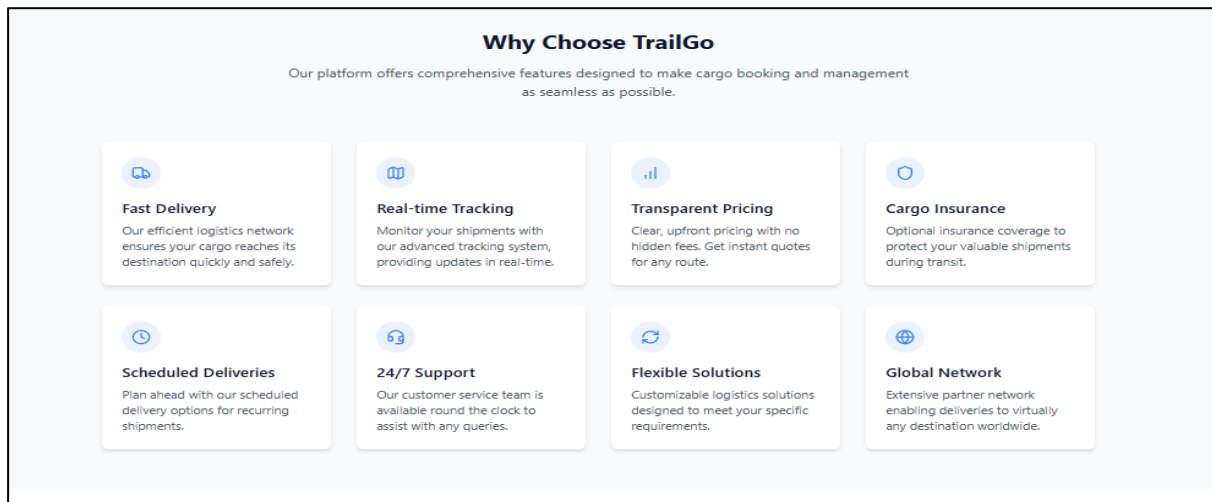 Why Choose TrailGo
Our platform offers comprehensive features designed to make cargo booking and management
as seamless as possible.
Fast Delivery
Our efficient logistics network
ensures your cargo reaches its
destination quickly and safely.
Real-time Tracking
Monitor your shipments with
our advanced tracking system,
providing updates in real-time.
Transparent Pricing
Clear, upfront pricing with no
hidden fees. Get instant quotes
for any route.
Cargo Insurance
Optional insurance coverage to
protect your valuable shipments
during transit.
Scheduled Deliveries
Plan ahead with our scheduled
delivery options for recurring
shipments.
24/7 Support
Our customer service team is
available round the clock to
assist with any queries.
Flexible Solutions
Customizable logistics solutions
designed to meet your specific
requirements.
Global Network
Extensive partner network
enabling deliveries to virtually
any destination worldwide.